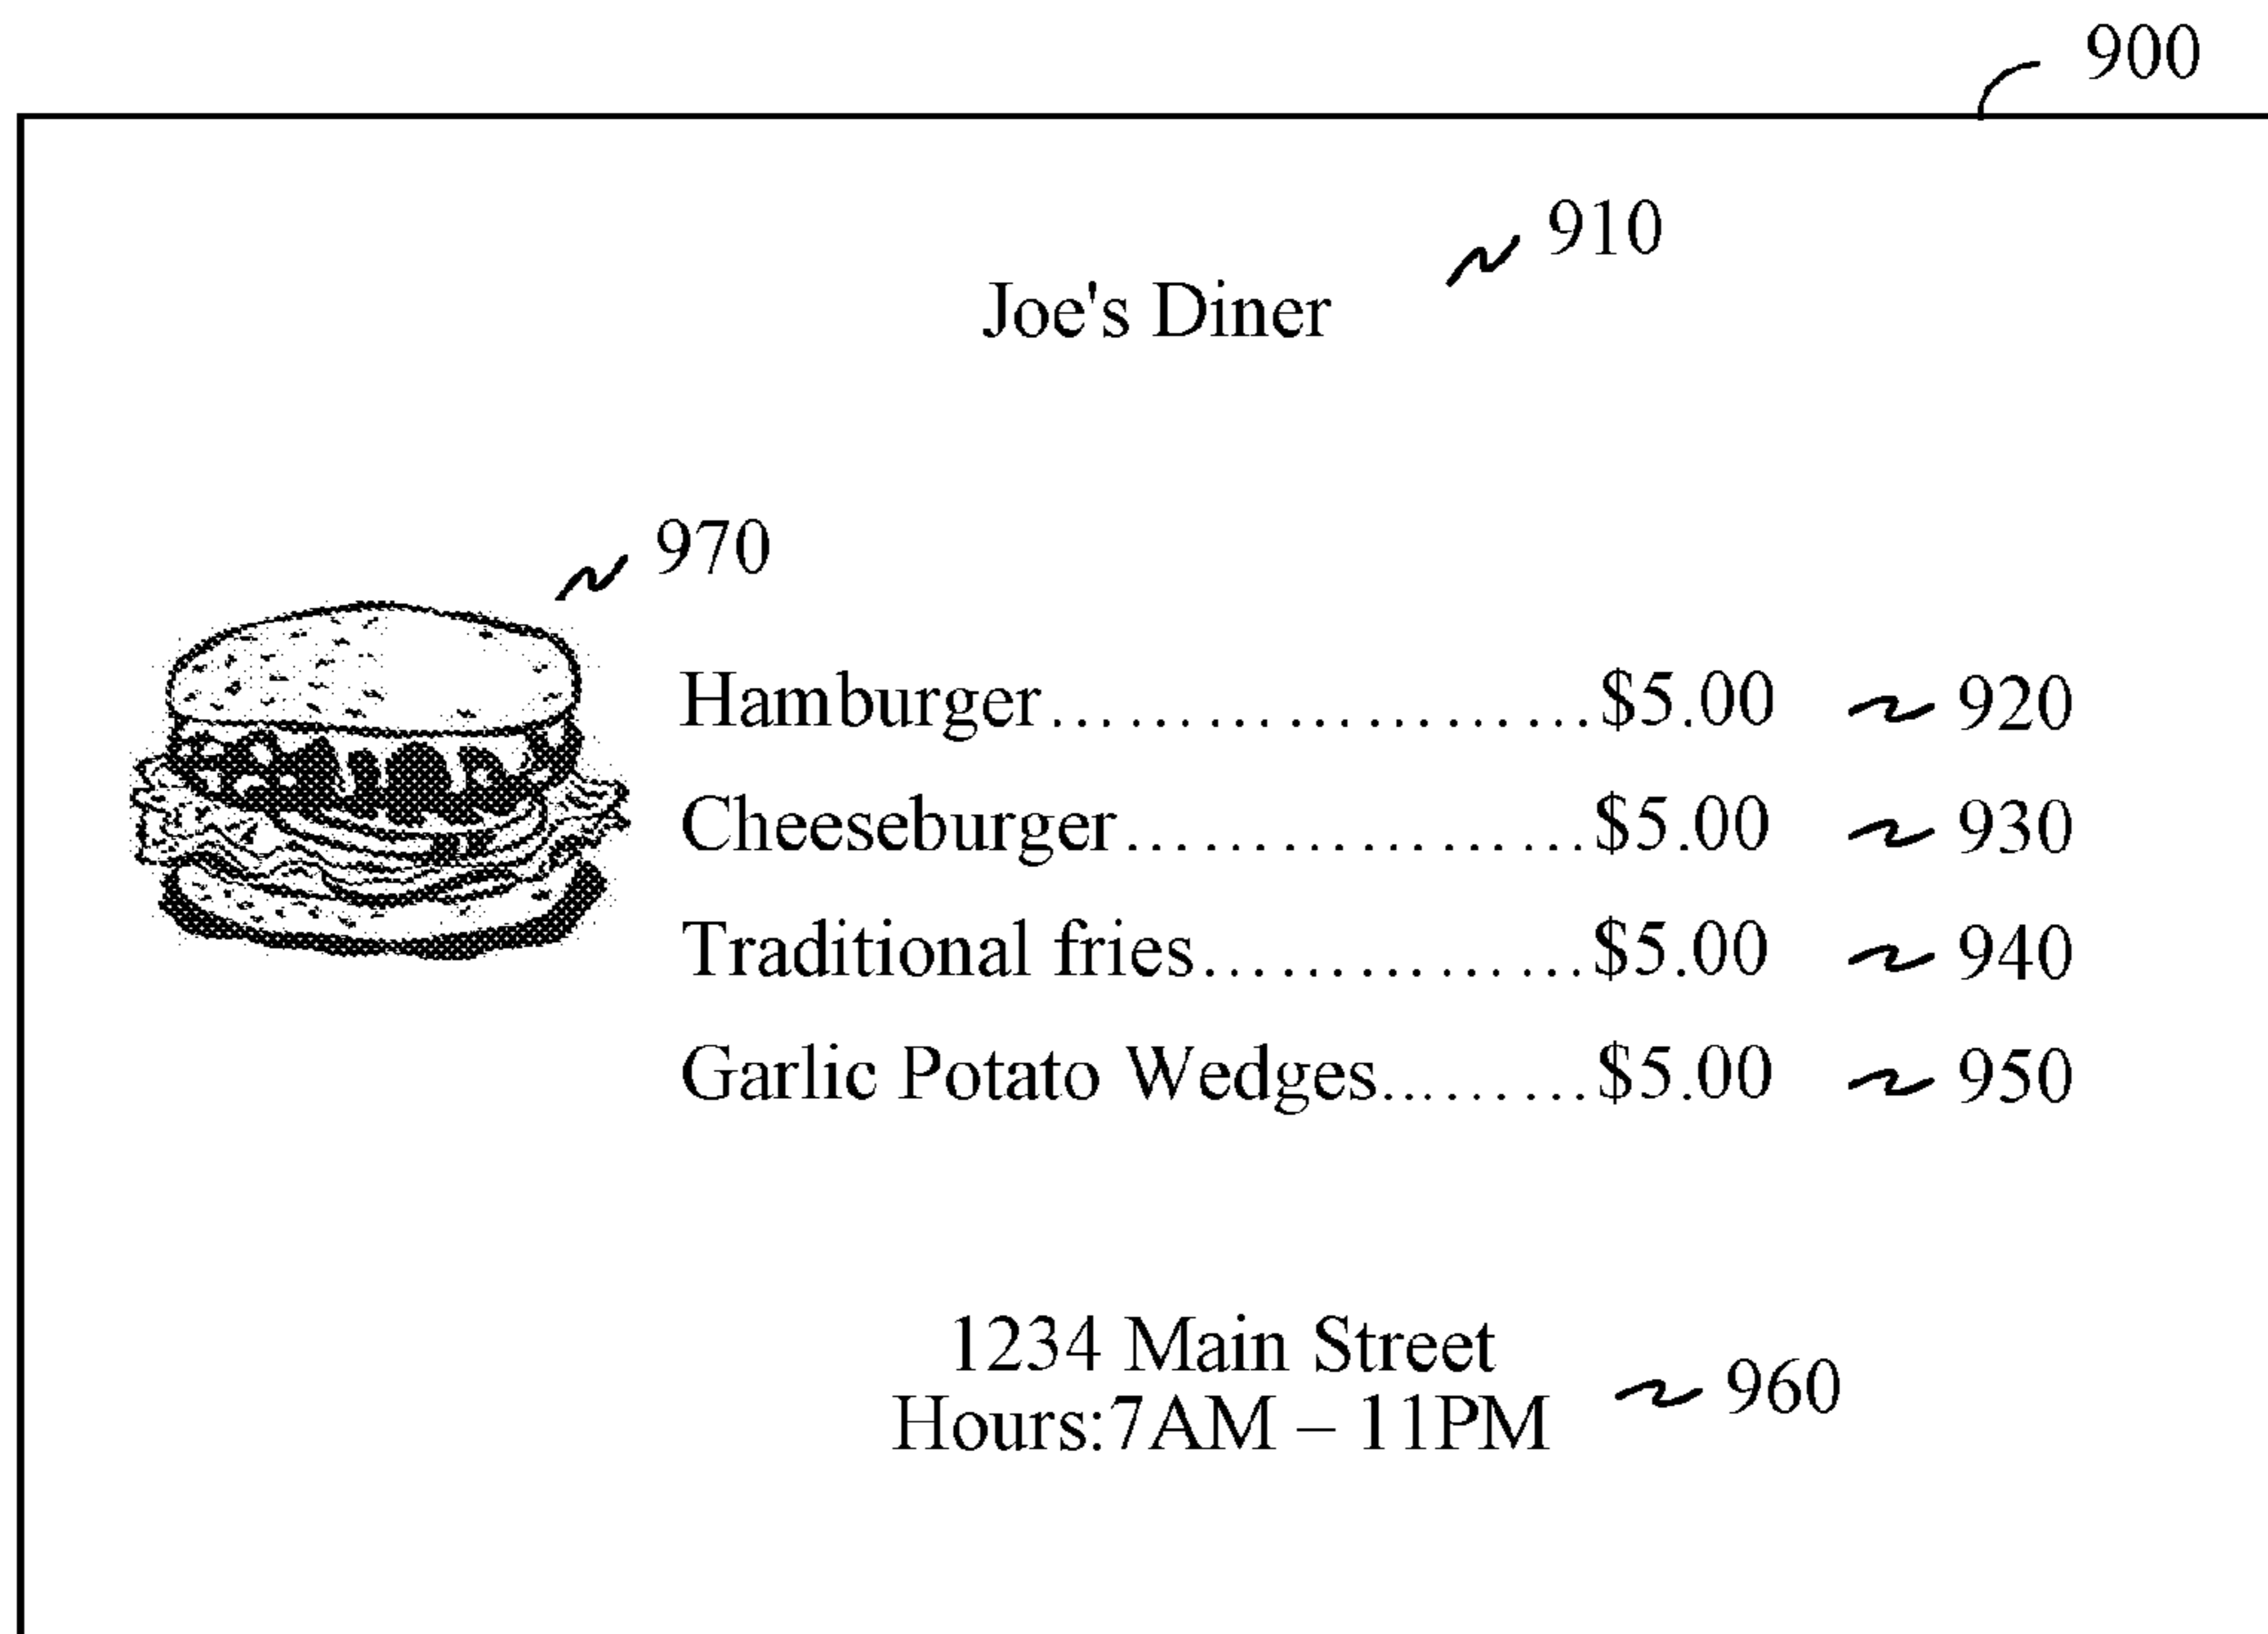 900
910
Joe's Diner
970
Hamburger......................$5.00 920
Cheeseburger..................$5.00 930
Traditional fries...............$5.00 940
Garlic Potato Wedges.........$5.00 950
1234 Main Street
960
Hours:7AM – 11PM